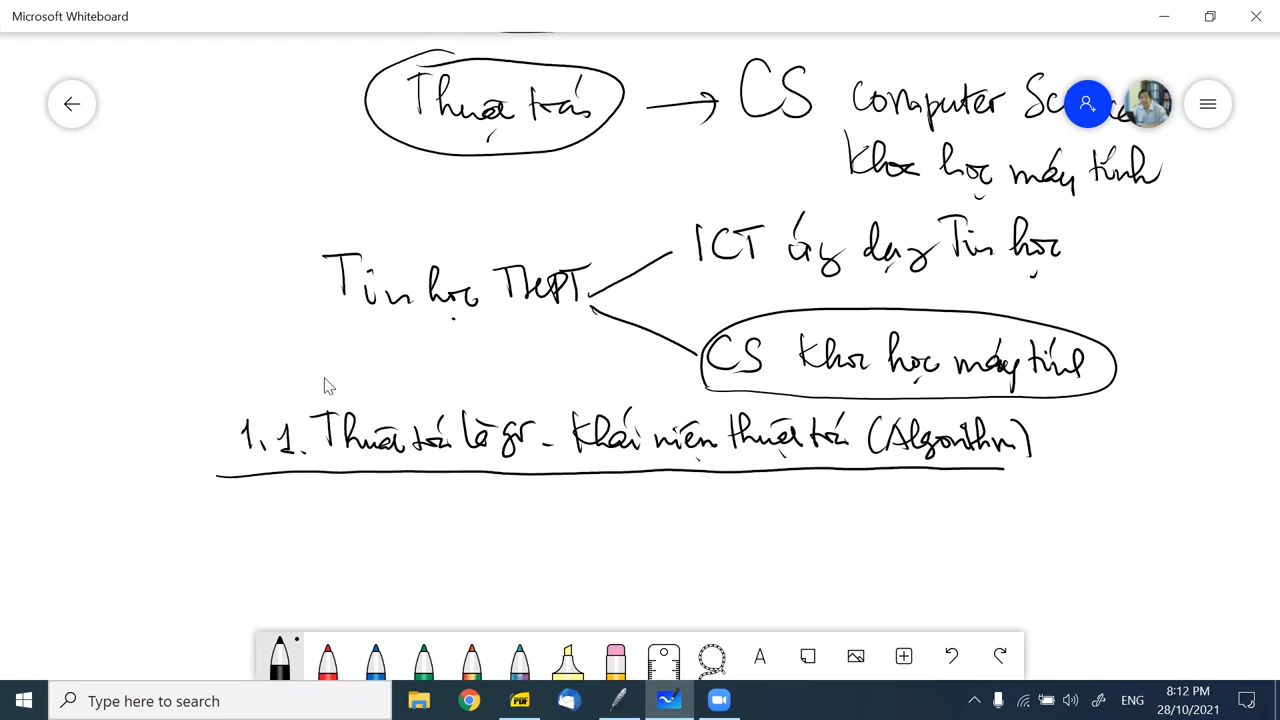 Microsoft Whiteboard
Thuật toán → CS Computer
Khoa học máy tính
Tin học THPT
ICT ứng dụng Tin học
CS Khoa học máy tính
1.1. Thuật toán là gì - Khái niệm thuật toán (Algorithm)
Type here to search
PDF
ENG
8:12 PM
28/10/2021